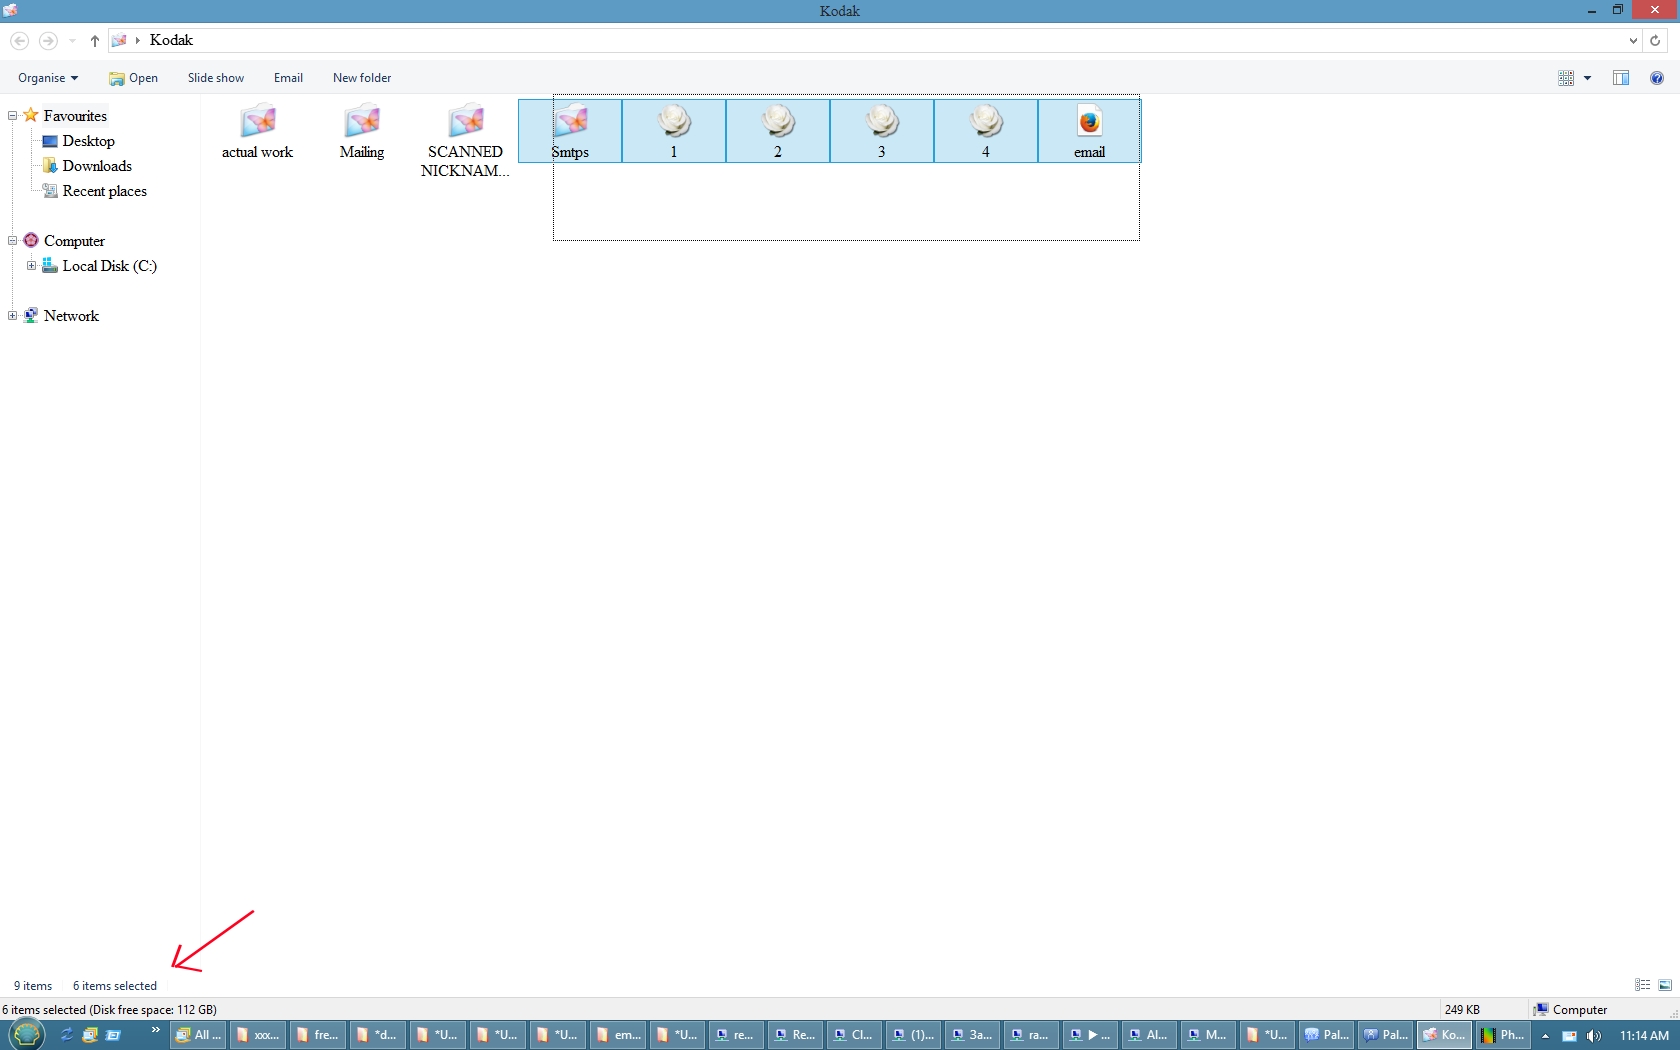 Kodak
Kodak
Organise
Open
Slide show
Email
New folder
Favourites
Desktop
Downloads
Recent places
Computer
Local Disk (C:)
Network
actual work
Mailing
SCANNED
NICKNAM...
Smtps
1
2
3
4
email
9 items 6 items selected
6 items selected (Disk free space: 112 GB)
249 KB
Computer
» All ... xxx... fre... *d... *U... *U... *U... em... *U... re... Re... Cl... (1)... 3a... ra... ... Al... M... *U... Pal... Pal... Ko... Ph... 11:14 AM